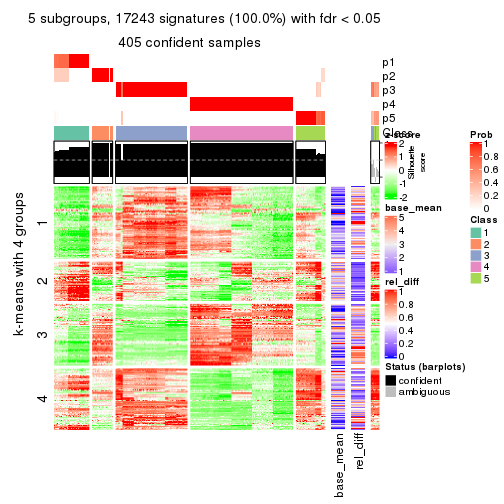 5 subgroups, 17243 signatures (100.0%) with fdr < 0.05
405 confident samples
p1
p2
p3
p4
p5
Class
z-score
2
1
0
-1
-2
Silhouette
score
Prob
1
0.8
0.6
0.4
0.2
0
base_mean
5
4
3
2
1
Class
1
2
3
4
5
rel_diff
1
0.8
0.6
0.4
0.2
0
Status (barplots)
confident
ambiguous
k-means with 4 groups
1
2
3
4
base_mean
rel_diff